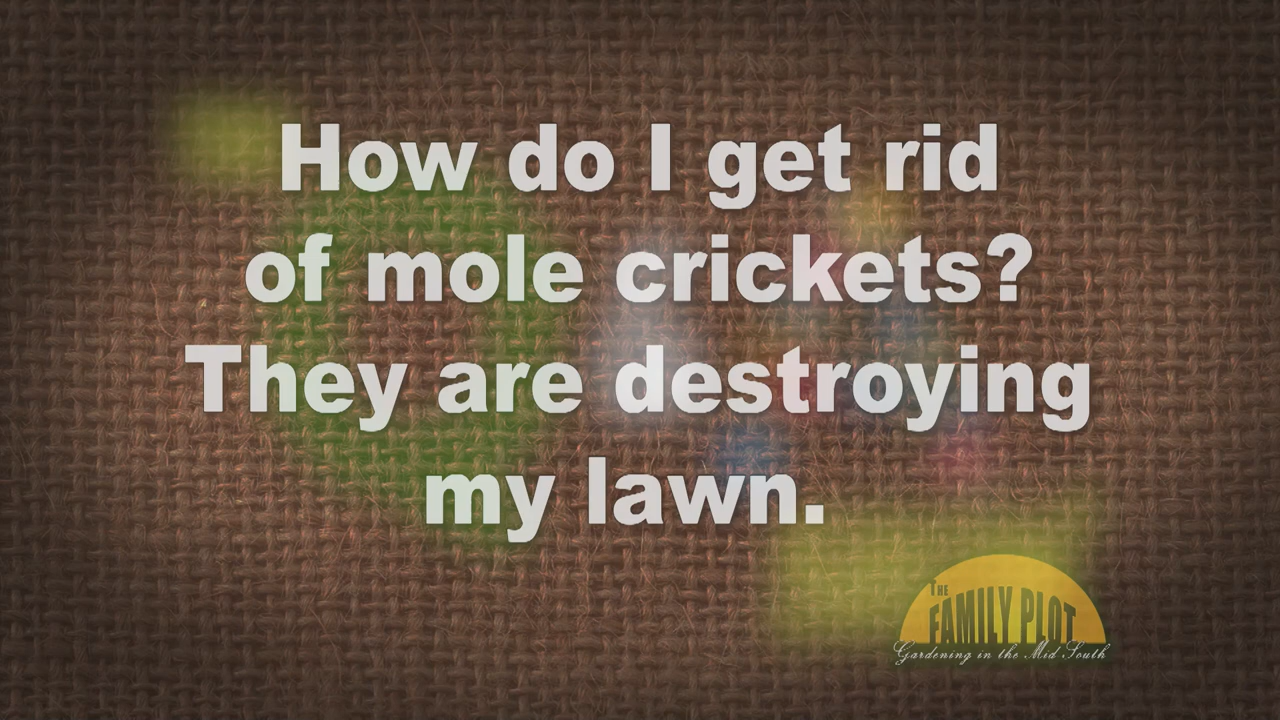 How do I get rid
of mole crickets?
They are destroying
my lawn.
THE
FAMILY PLOT
Gardening in the Mid South